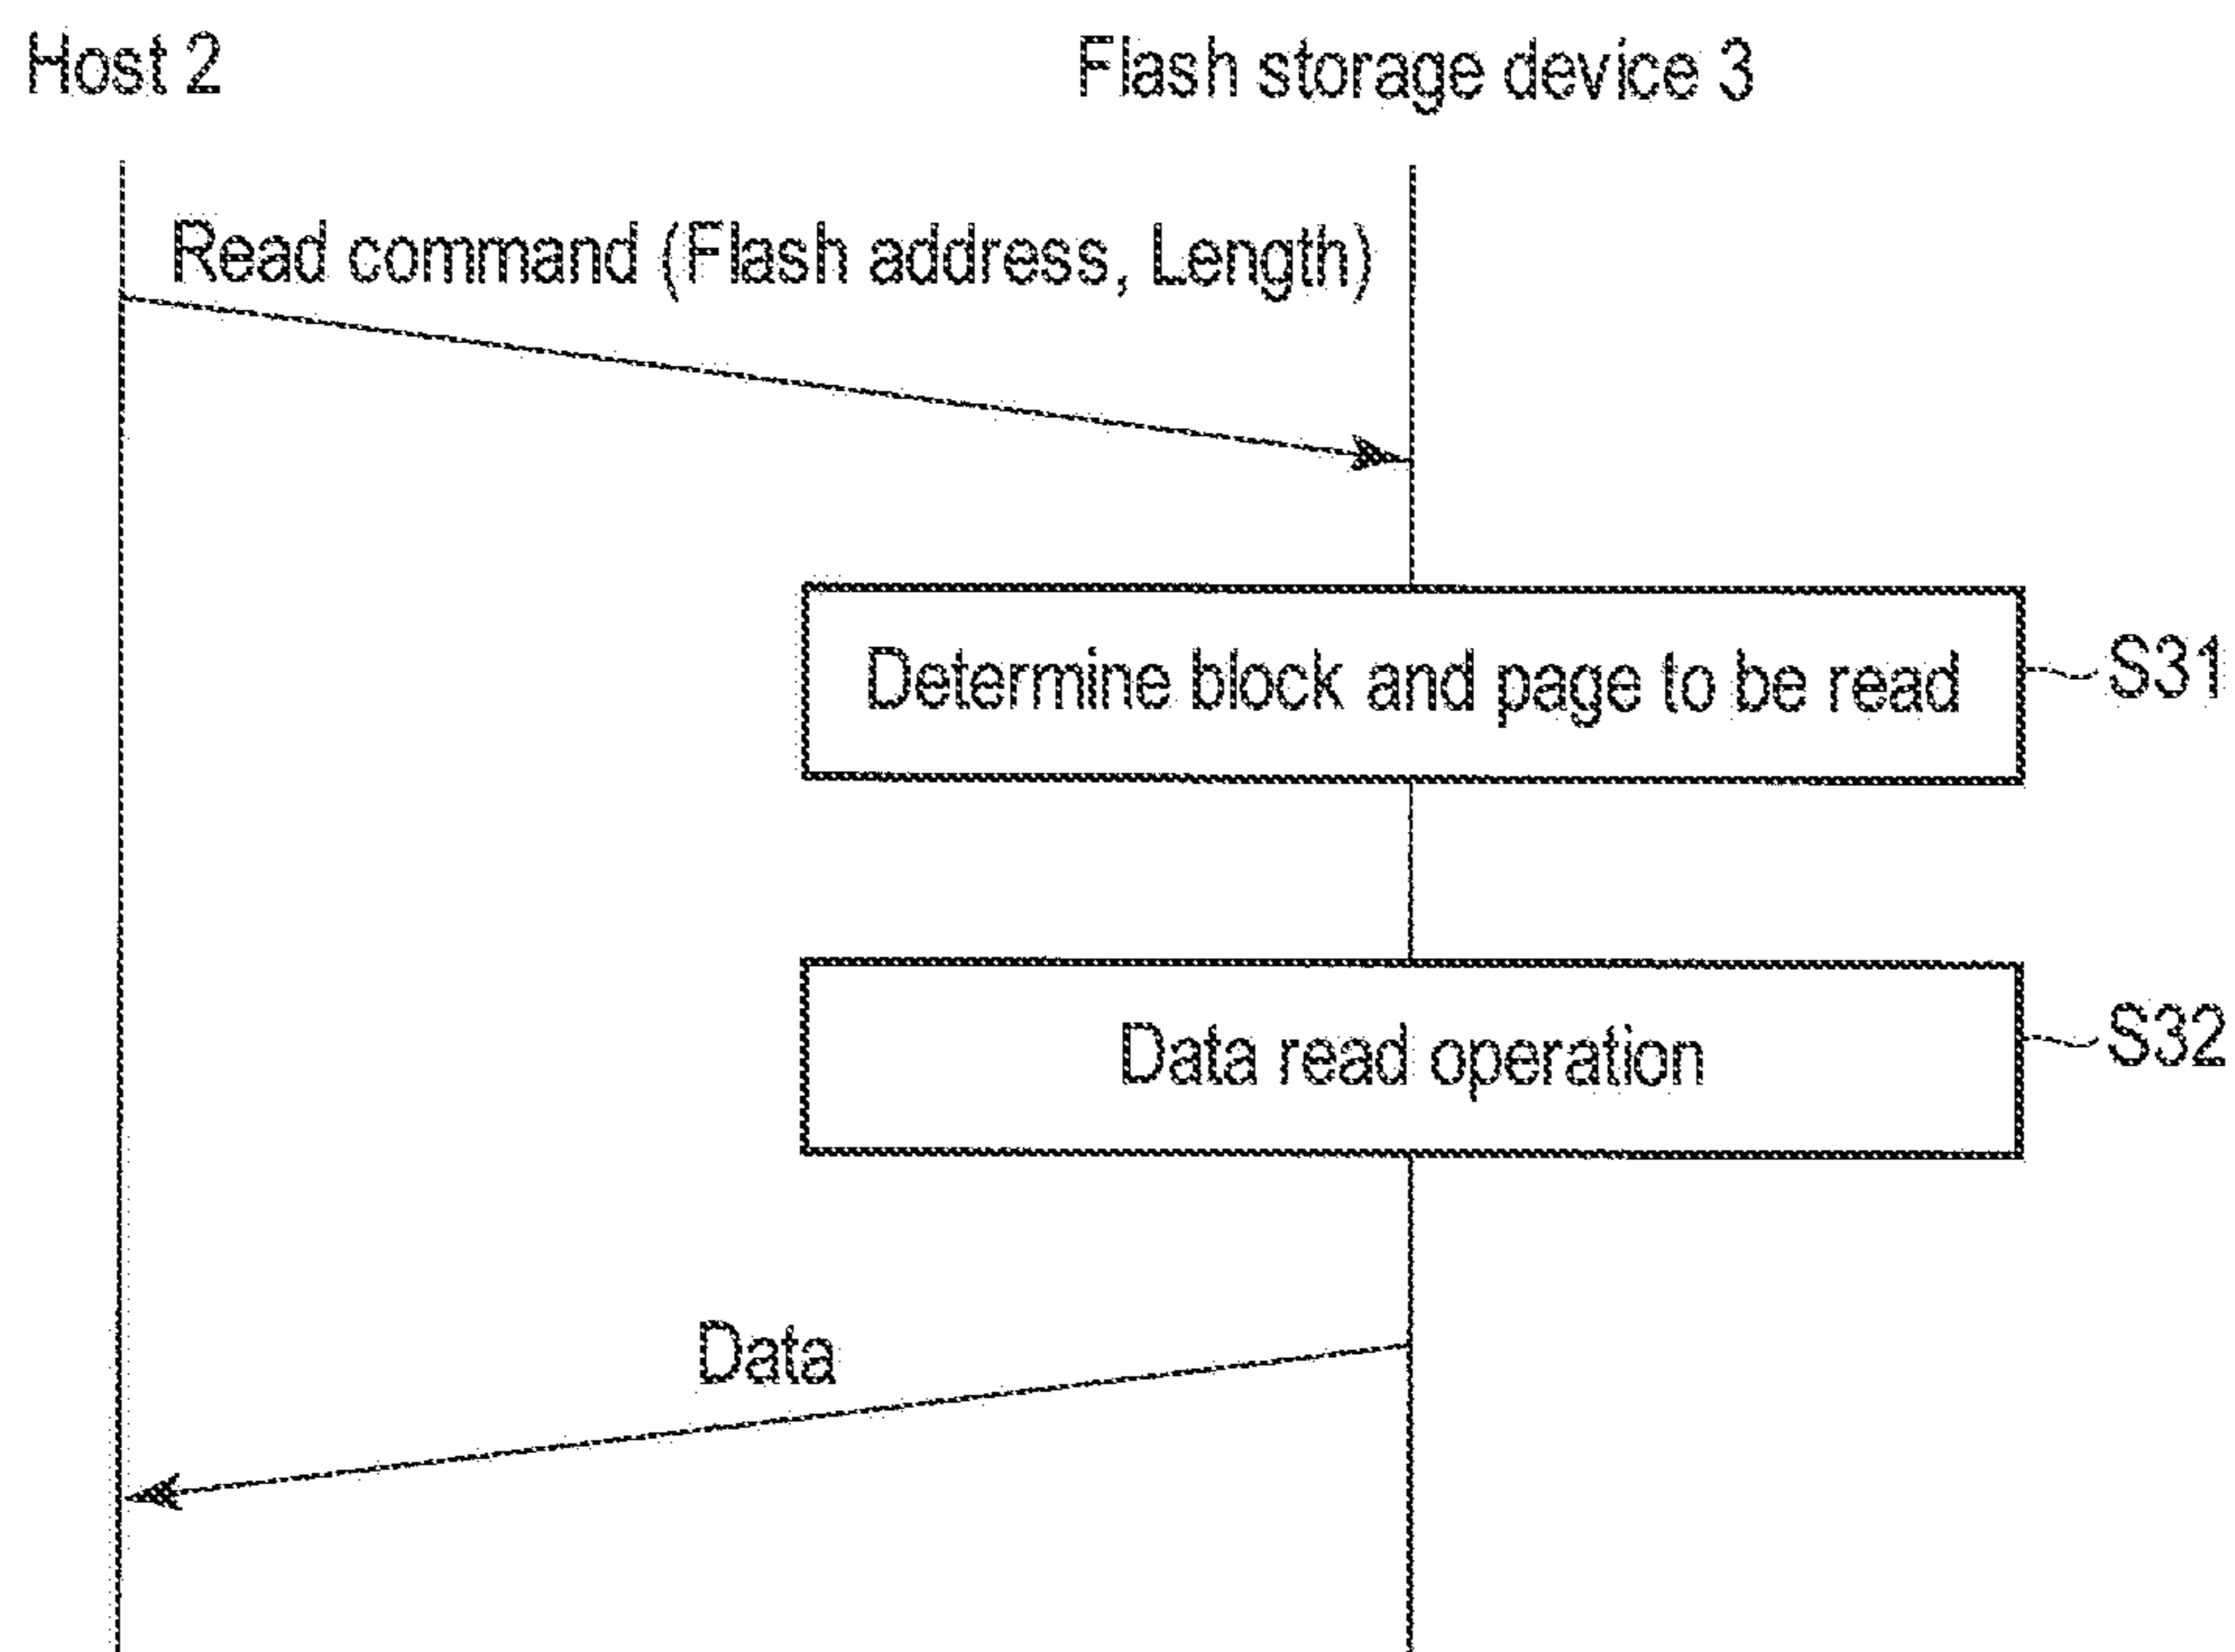 Host 2
Flash storage device 3
Read command (Flash address, Length)
Determine block and page to be read
S31
Data read operation
S32
Data